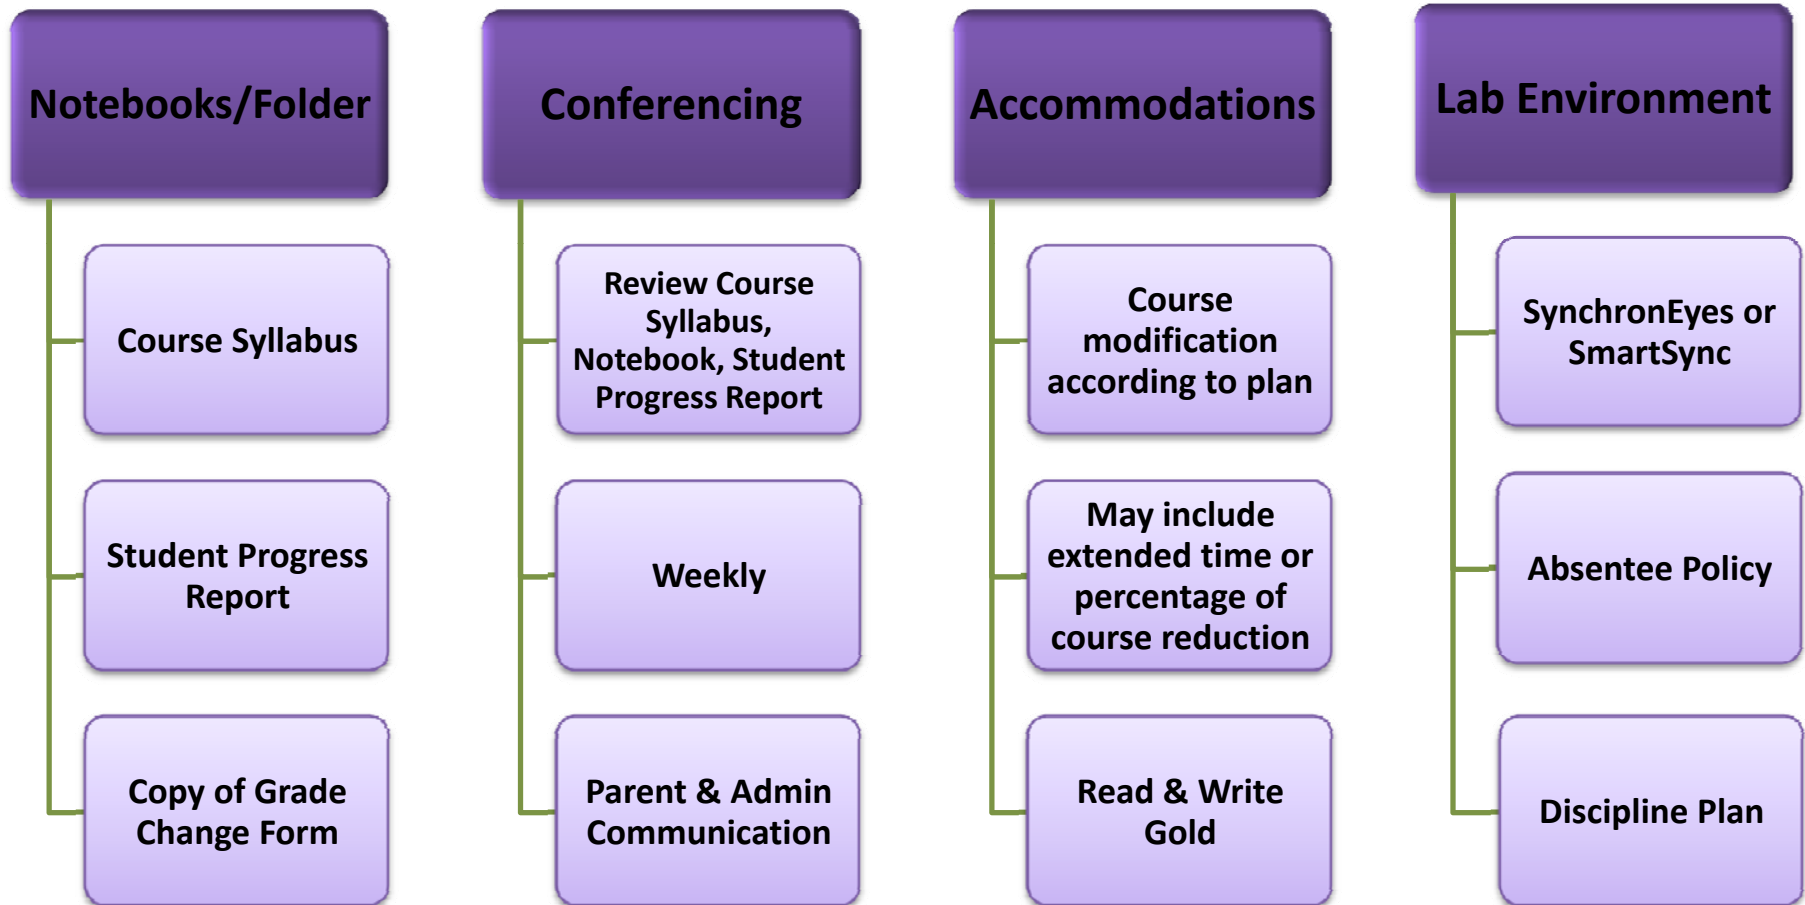 Notebooks/Folder
Course Syllabus
Student Progress
Report
Copy of Grade
Change Form
Conferencing
Review Course
Syllabus,
Notebook, Student
Progress Report
Weekly
Parent & Admin
Communication
Accommodations
Course
modification
according to plan
May include
extended time or
percentage of
course reduction
Read & Write
Gold
Lab Environment
SynchronEyes or
SmartSync
Absentee Policy
Discipline Plan